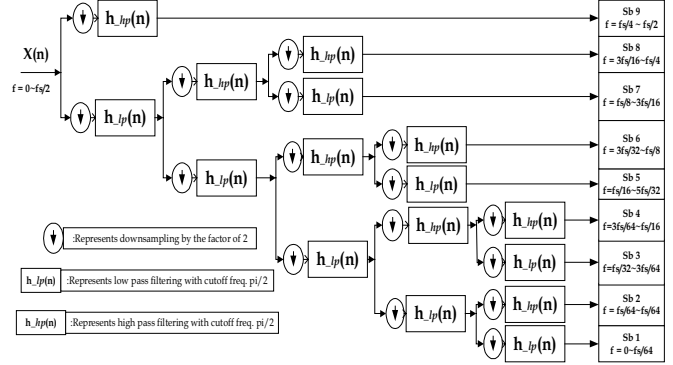 h_hp(n)
Sb 9
f = fs/4 ~ fs/2
X(n)
f = 0~fs/2
h_lp(n)
h_hp(n)
h_hp(n)
Sb 8
f = 3fs/16~fs/4
h_lp(n)
Sb 7
f = fs/8~3fs/16
h_lp(n)
h_hp(n)
h_hp(n)
Sb 6
f = 3fs/32~fs/8
h_lp(n)
Sb 5
f=fs/16~5fs/32
h_lp(n)
h_hp(n)
h_hp(n)
Sb 4
f=3fs/64~fs/16
h_lp(n)
Sb 3
f=fs/32~3fs/64
h_lp(n)
h_hp(n)
Sb 2
f = fs/64~fs/64
h_lp(n)
Sb 1
f = 0~fs/64
:Represents downsampling by the factor of 2
h_lp(n) :Represents low pass filtering with cutoff freq. pi/2
h_hp(n) :Represents high pass filtering with cutoff freq. pi/2